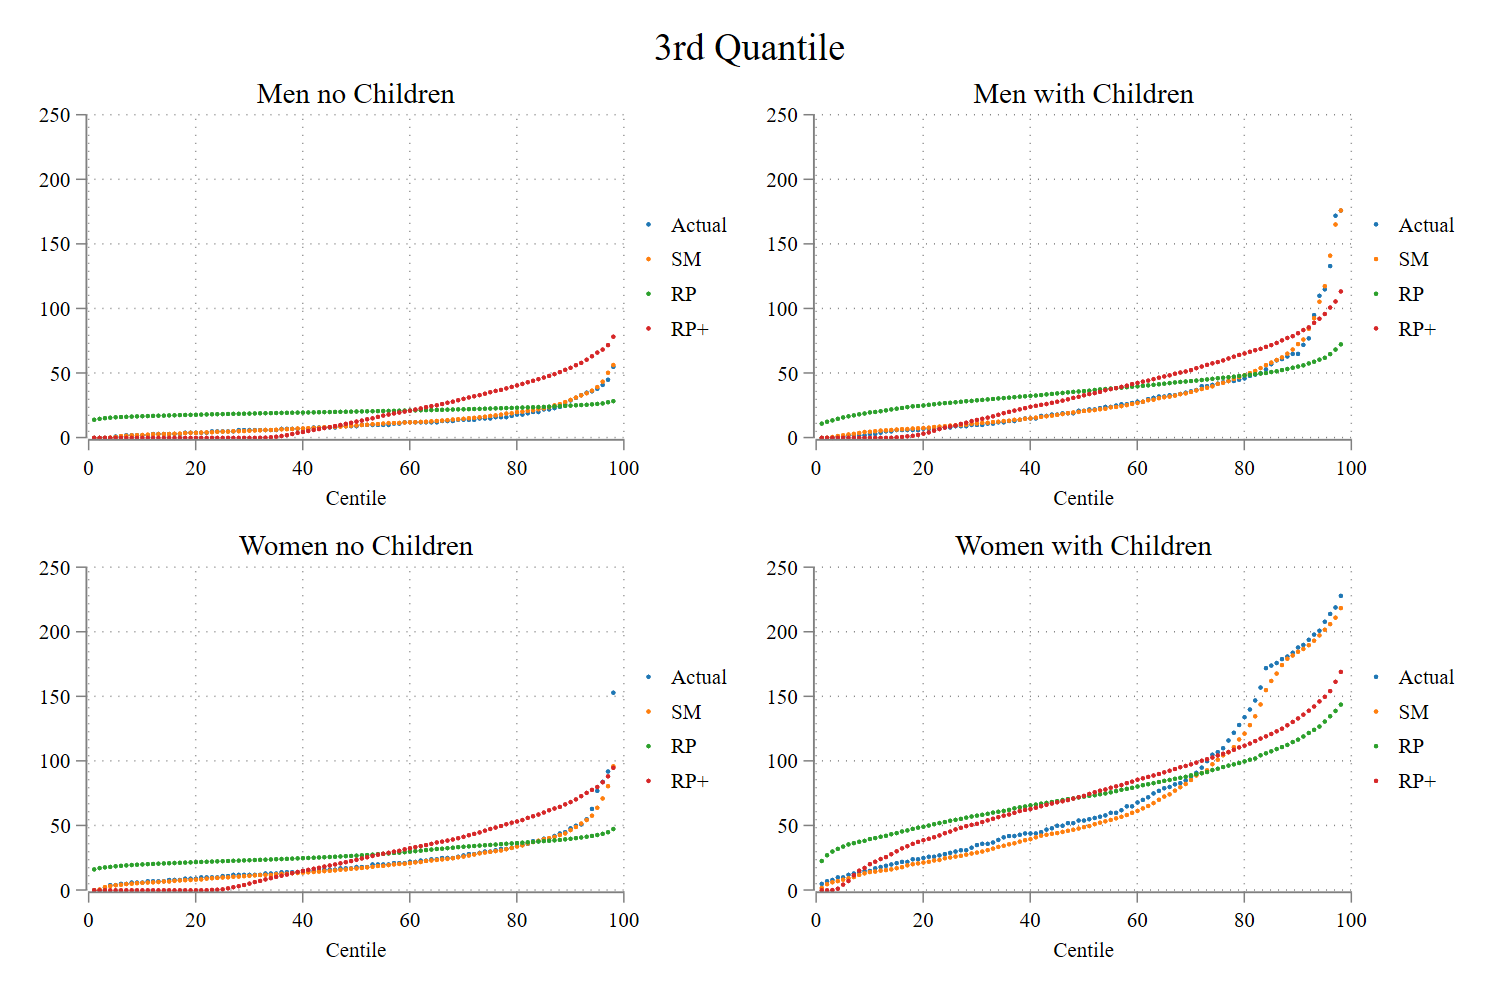 3rd Quantile
Men no Children
250
200
150
100
50
0
0 20 40 60 80 100
Centile
Actual
SM
RP
RP+
Men with Children
250
200
150
100
50
0
0 20 40 60 80 100
Centile
Actual
SM
RP
RP+
Women no Children
250
200
150
100
50
0
0 20 40 60 80 100
Centile
Actual
SM
RP
RP+
Women with Children
250
200
150
100
50
0
0 20 40 60 80 100
Centile
Actual
SM
RP
RP+